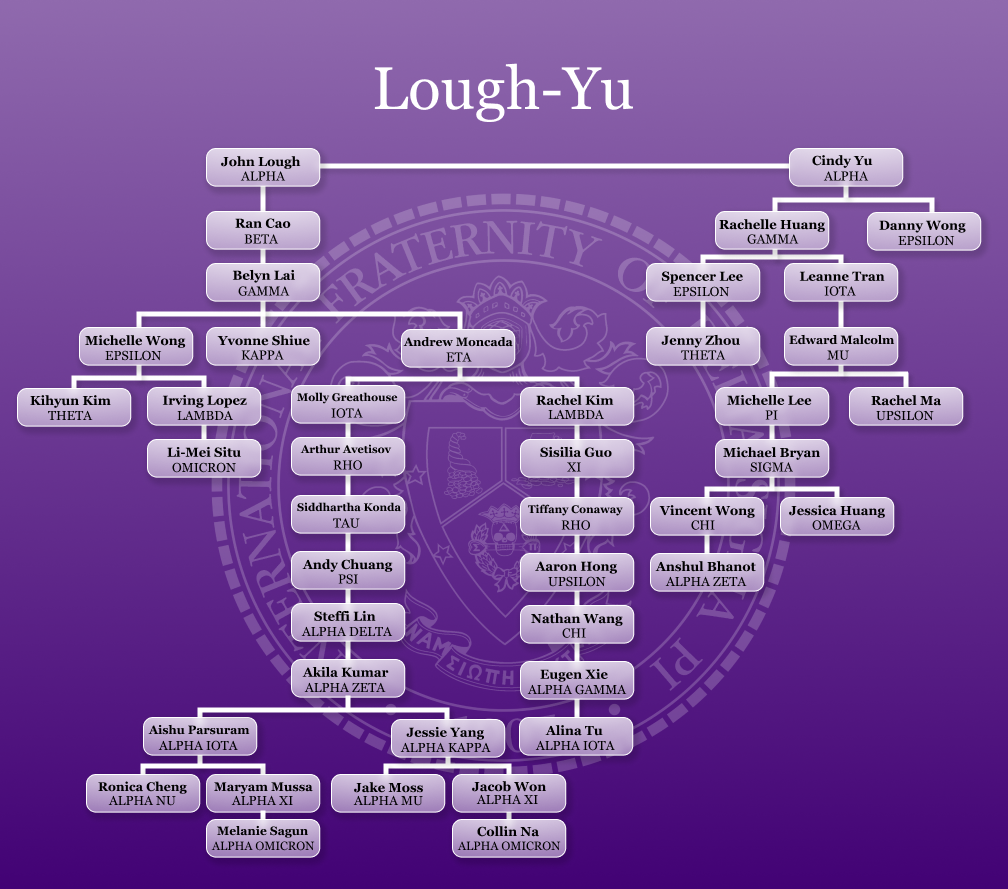 Lough-Yu
John Lough
ALPHA
Cindy Yu
ALPHA
Ran Cao
BETA
Rachelle Huang
GAMMA
Danny Wong
EPSILON
Belyn Lai
GAMMA
Spencer Lee
EPSILON
Leanne Tran
IOTA
Michelle Wong
EPSILON
Yvonne Shiue
KAPPA
Andrew Moncada
ETA
Jenny Zhou
THETA
Edward Malcolm
MU
Kihyun Kim
THETA
Irving Lopez
LAMBDA
Molly Greathouse
IOTA
Rachel Kim
LAMBDA
Michelle Lee
PI
Rachel Ma
UPSILON
Li-Mei Situ
OMICRON
Arthur Avetisov
RHO
Sisilia Guo
XI
Michael Bryan
SIGMA
Siddhartha Konda
TAU
Tiffany Conaway
RHO
Vincent Wong
CHI
Jessica Huang
OMEGA
Andy Chuang
PSI
Aaron Hong
UPSILON
Anshul Bhanot
ALPHA ZETA
Steffi Lin
ALPHA DELTA
Nathan Wang
CHI
Akila Kumar
ALPHA ZETA
Eugen Xie
ALPHA GAMMA
Aishu Parsuram
ALPHA IOTA
Jessie Yang
ALPHA KAPPA
Alina Tu
ALPHA IOTA
Ronica Cheng
ALPHA NU
Maryam Mussa
ALPHA XI
Jake Moss
ALPHA MU
Jacob Won
ALPHA XI
Melanie Sagun
ALPHA OMICRON
Collin Na
ALPHA OMICRON
FRATERNITY
PI
ΣΙΩΠΗ